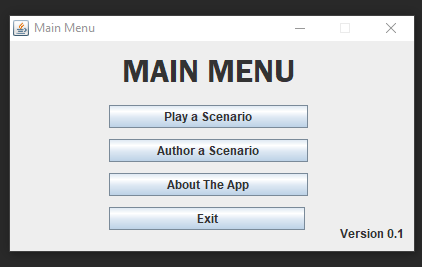 Main Menu
MAIN MENU
Play a Scenario
Author a Scenario
About The App
Exit
Version 0.1